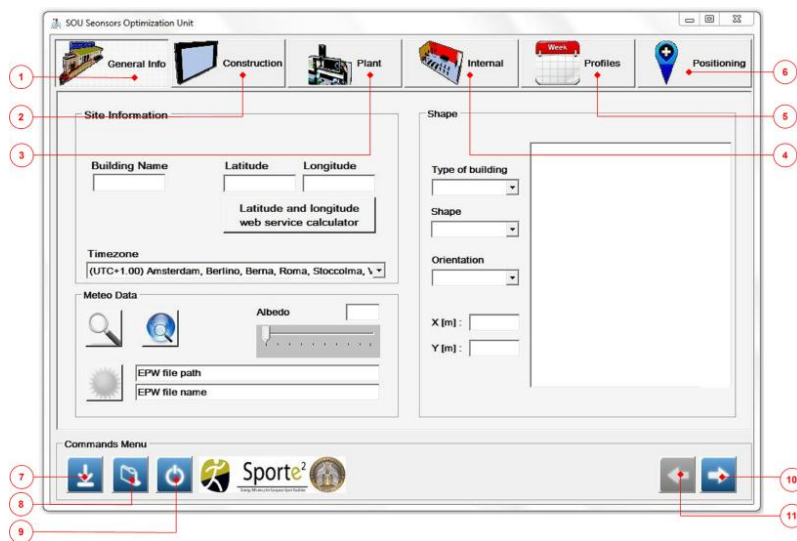 SOU Seonsors Optimization Unit
General Info
Construction
Plant
Internal
Week
Profiles
Positioning
1
2
3
4
5
6
Site Information
Building Name
Latitude
Longitude
Latitude and longitude
web service calculator
Timezone
(UTC+1.00) Amsterdam, Berlino, Berna, Roma, Stoccolma,
Meteo Data
Albedo
EPW file path
EPW file name
Shape
Type of building
Shape
Orientation
X [m] :
Y [m] :
Commands Menu
Sporte²
7
8
9
10
11